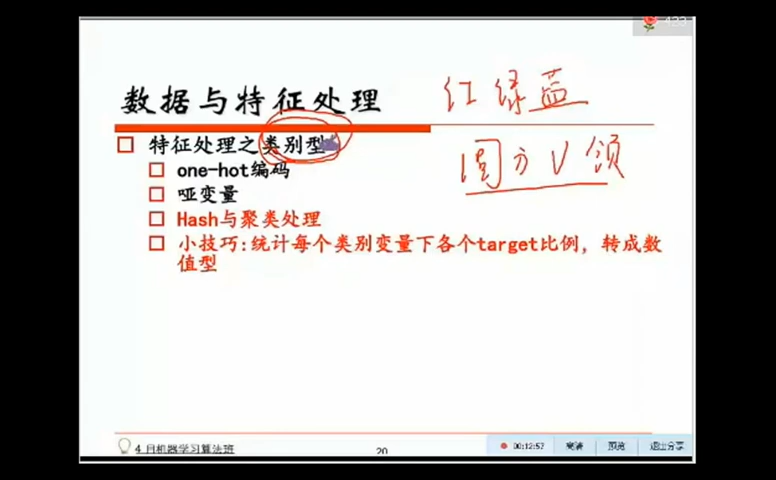 数据与特征处理
红 绿 蓝
特征处理之类别型
圆 方 V 领
one-hot编码
哑变量
Hash与聚类处理
小技巧:统计每个类别变量下各个target比例，转成数
值型
4 月机器学习算法班
20
00:12:57
预览
退出分享